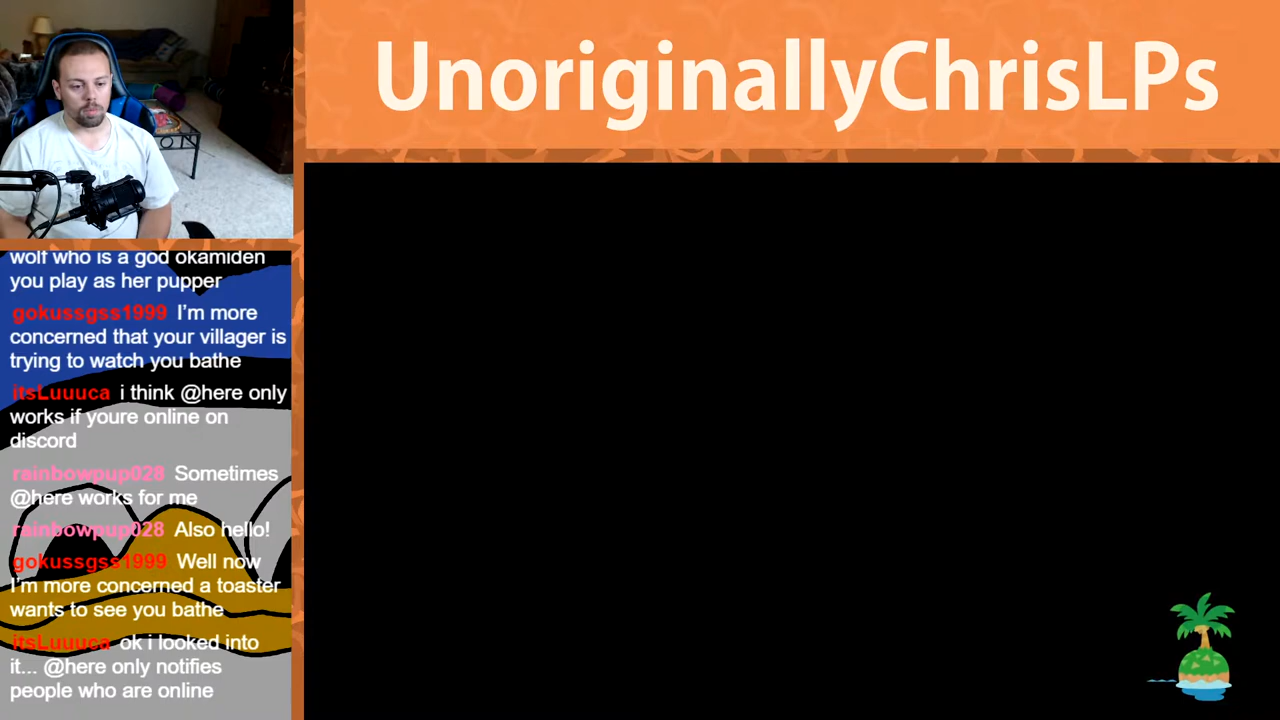 UnoriginallyChrisLPs
wolf who is a god okamiden
you play as her pupper
gokussgss1999 I'm more
concerned that your villager is
trying to watch you bathe
itsLuuuca i think @here only
works if youre online on
discord
rainbowpup028 Sometimes
@here works for me
rainbowpup028 Also hello!
gokussgss1999 Well now
I'm more concerned a toaster
wants to see you bathe
itsLuuuca ok i looked into
it... @here only notifies
people who are online